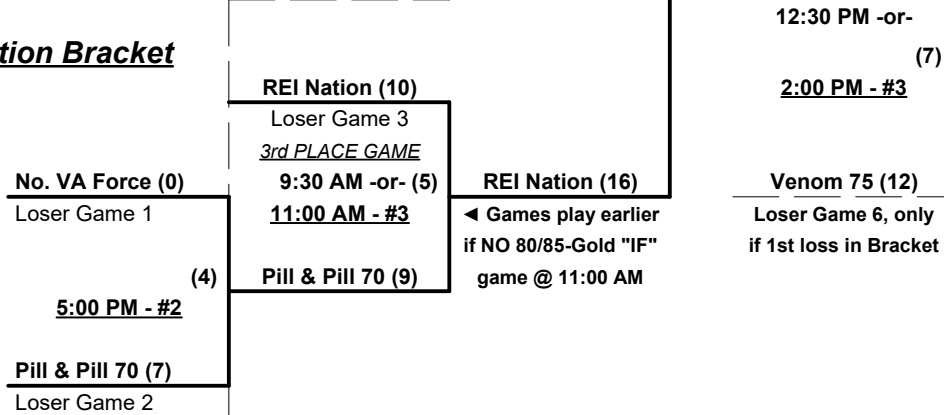 12:30 PM -or-
(7)
tion Bracket
REI Nation (10)
2:00 PM - #3
Loser Game 3
3rd PLACE GAME
No. VA Force (0)
9:30 AM -or- (5)
REI Nation (16)
Venom 75 (12)
Loser Game 1
11:00 AM - #3
◄ Games play earlier
Loser Game 6, only
if NO 80/85-Gold "IF"
if 1st loss in Bracket
(4)
Pill & Pill 70 (9)
game @ 11:00 AM
5:00 PM - #2
Pill & Pill 70 (7)
Loser Game 2